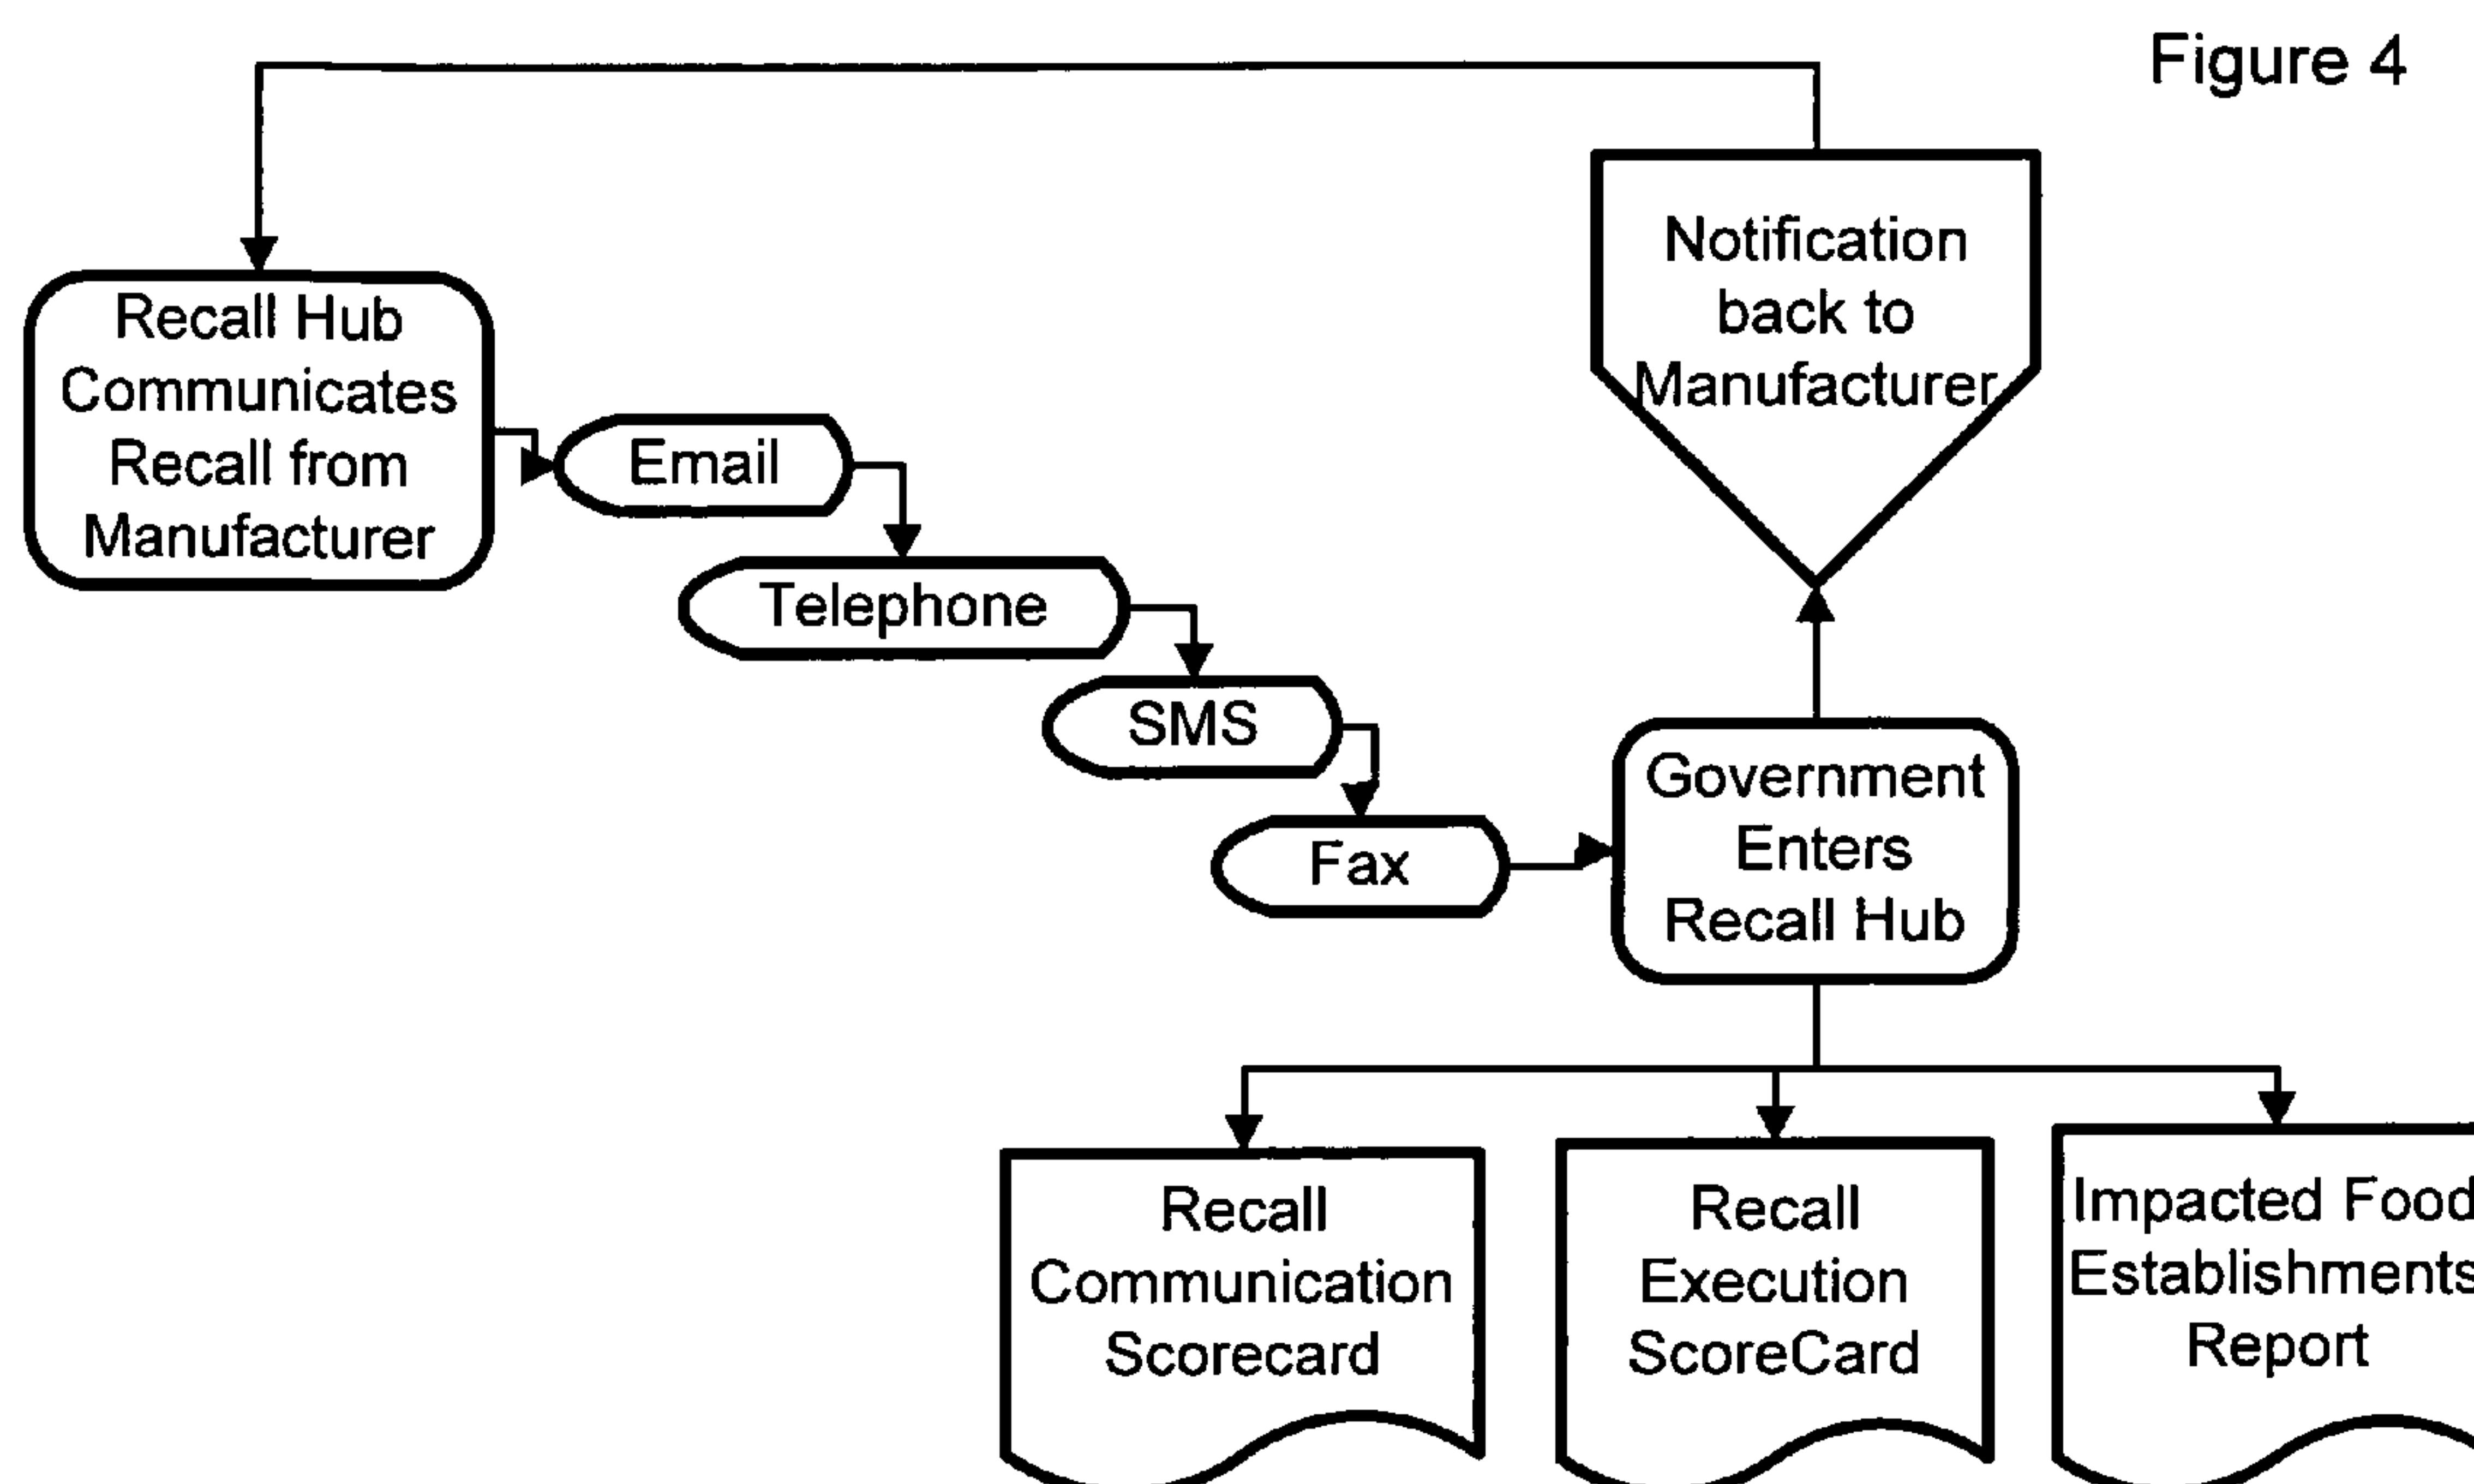 Figure 4
Notification
back to
Manufacturer
Recall Hub
Communicates
Recall from
Manufacturer
Email
Telephone
SMS
Fax
Government
Enters
Recall Hub
Recall
Communication
Scorecard
Recall
Execution
ScoreCard
Impacted Food
Establishments
Report